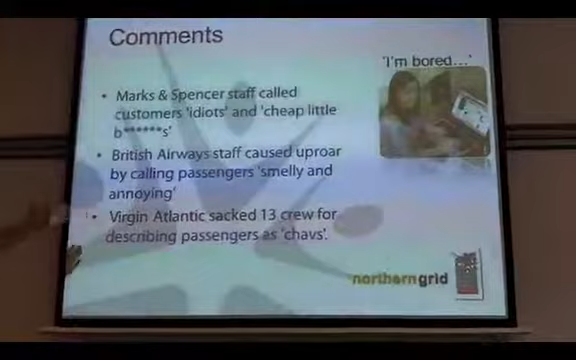 Comments
'I'm bored...'
• Marks & Spencer staff called
customers 'idiots' and 'cheap little
b******s'
• British Airways staff caused uproar
by calling passengers 'smelly and
annoying'
• Virgin Atlantic sacked 13 crew for
describing passengers as 'chavs'.
northerngrid